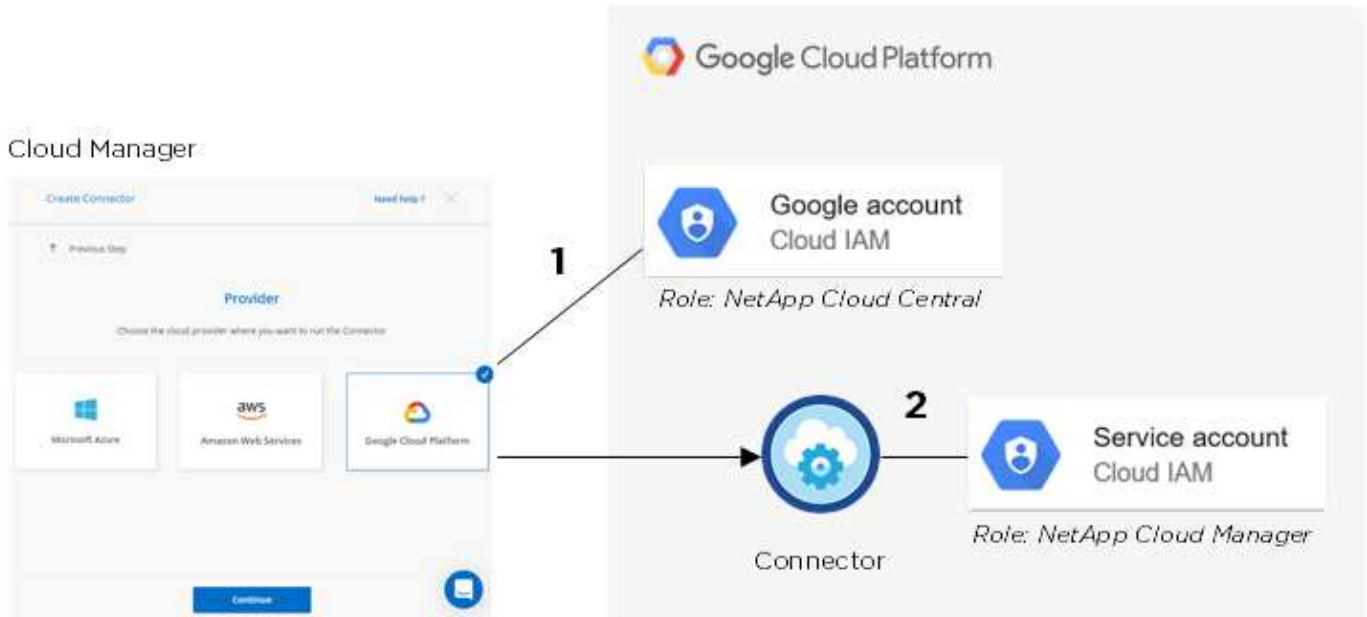 Google Cloud Platform
Cloud Manager
Create Connector
Need help ?
Previous Step
Provider
Choose the cloud provider where you want to run the Connector
Microsoft Azure
aws
Amazon Web Services
Google Cloud Platform
Continue
1
Google account
Cloud IAM
Role: NetApp Cloud Central
Connector
2
Service account
Cloud IAM
Role: NetApp Cloud Manager